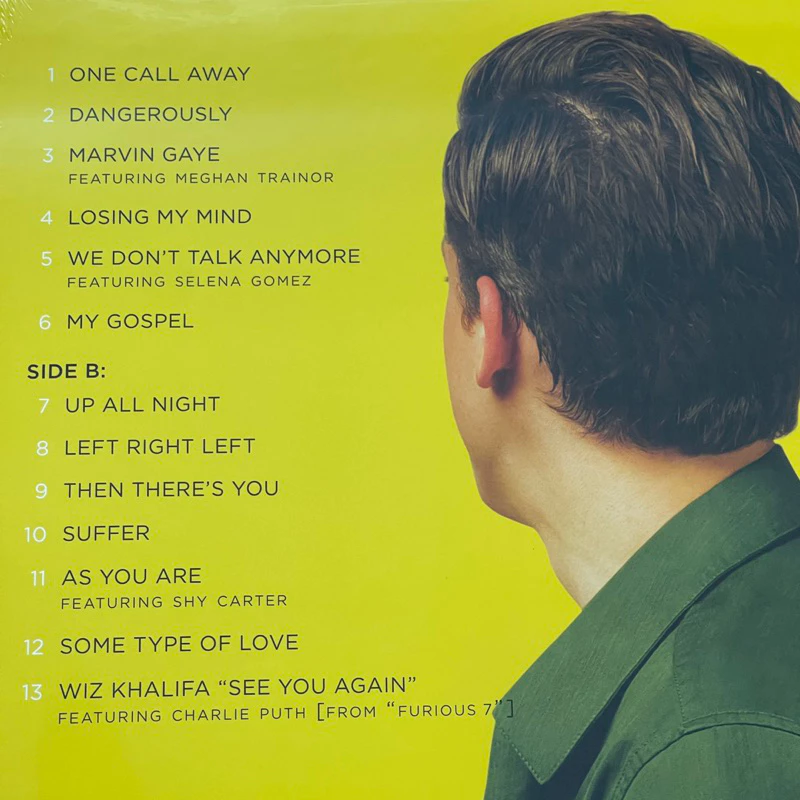 1 ONE CALL AWAY
2 DANGEROUSLY
3 MARVIN GAYE
FEATURING MEGHAN TRAINOR
4 LOSING MY MIND
5 WE DON'T TALK ANYMORE
FEATURING SELENA GOMEZ
6 MY GOSPEL
SIDE B:
7 UP ALL NIGHT
8 LEFT RIGHT LEFT
9 THEN THERE'S YOU
10 SUFFER
11 AS YOU ARE
FEATURING SHY CARTER
12 SOME TYPE OF LOVE
13 WIZ KHALIFA “SEE YOU AGAIN”
FEATURING CHARLIE PUTH [FROM “FURIOUS 7”]